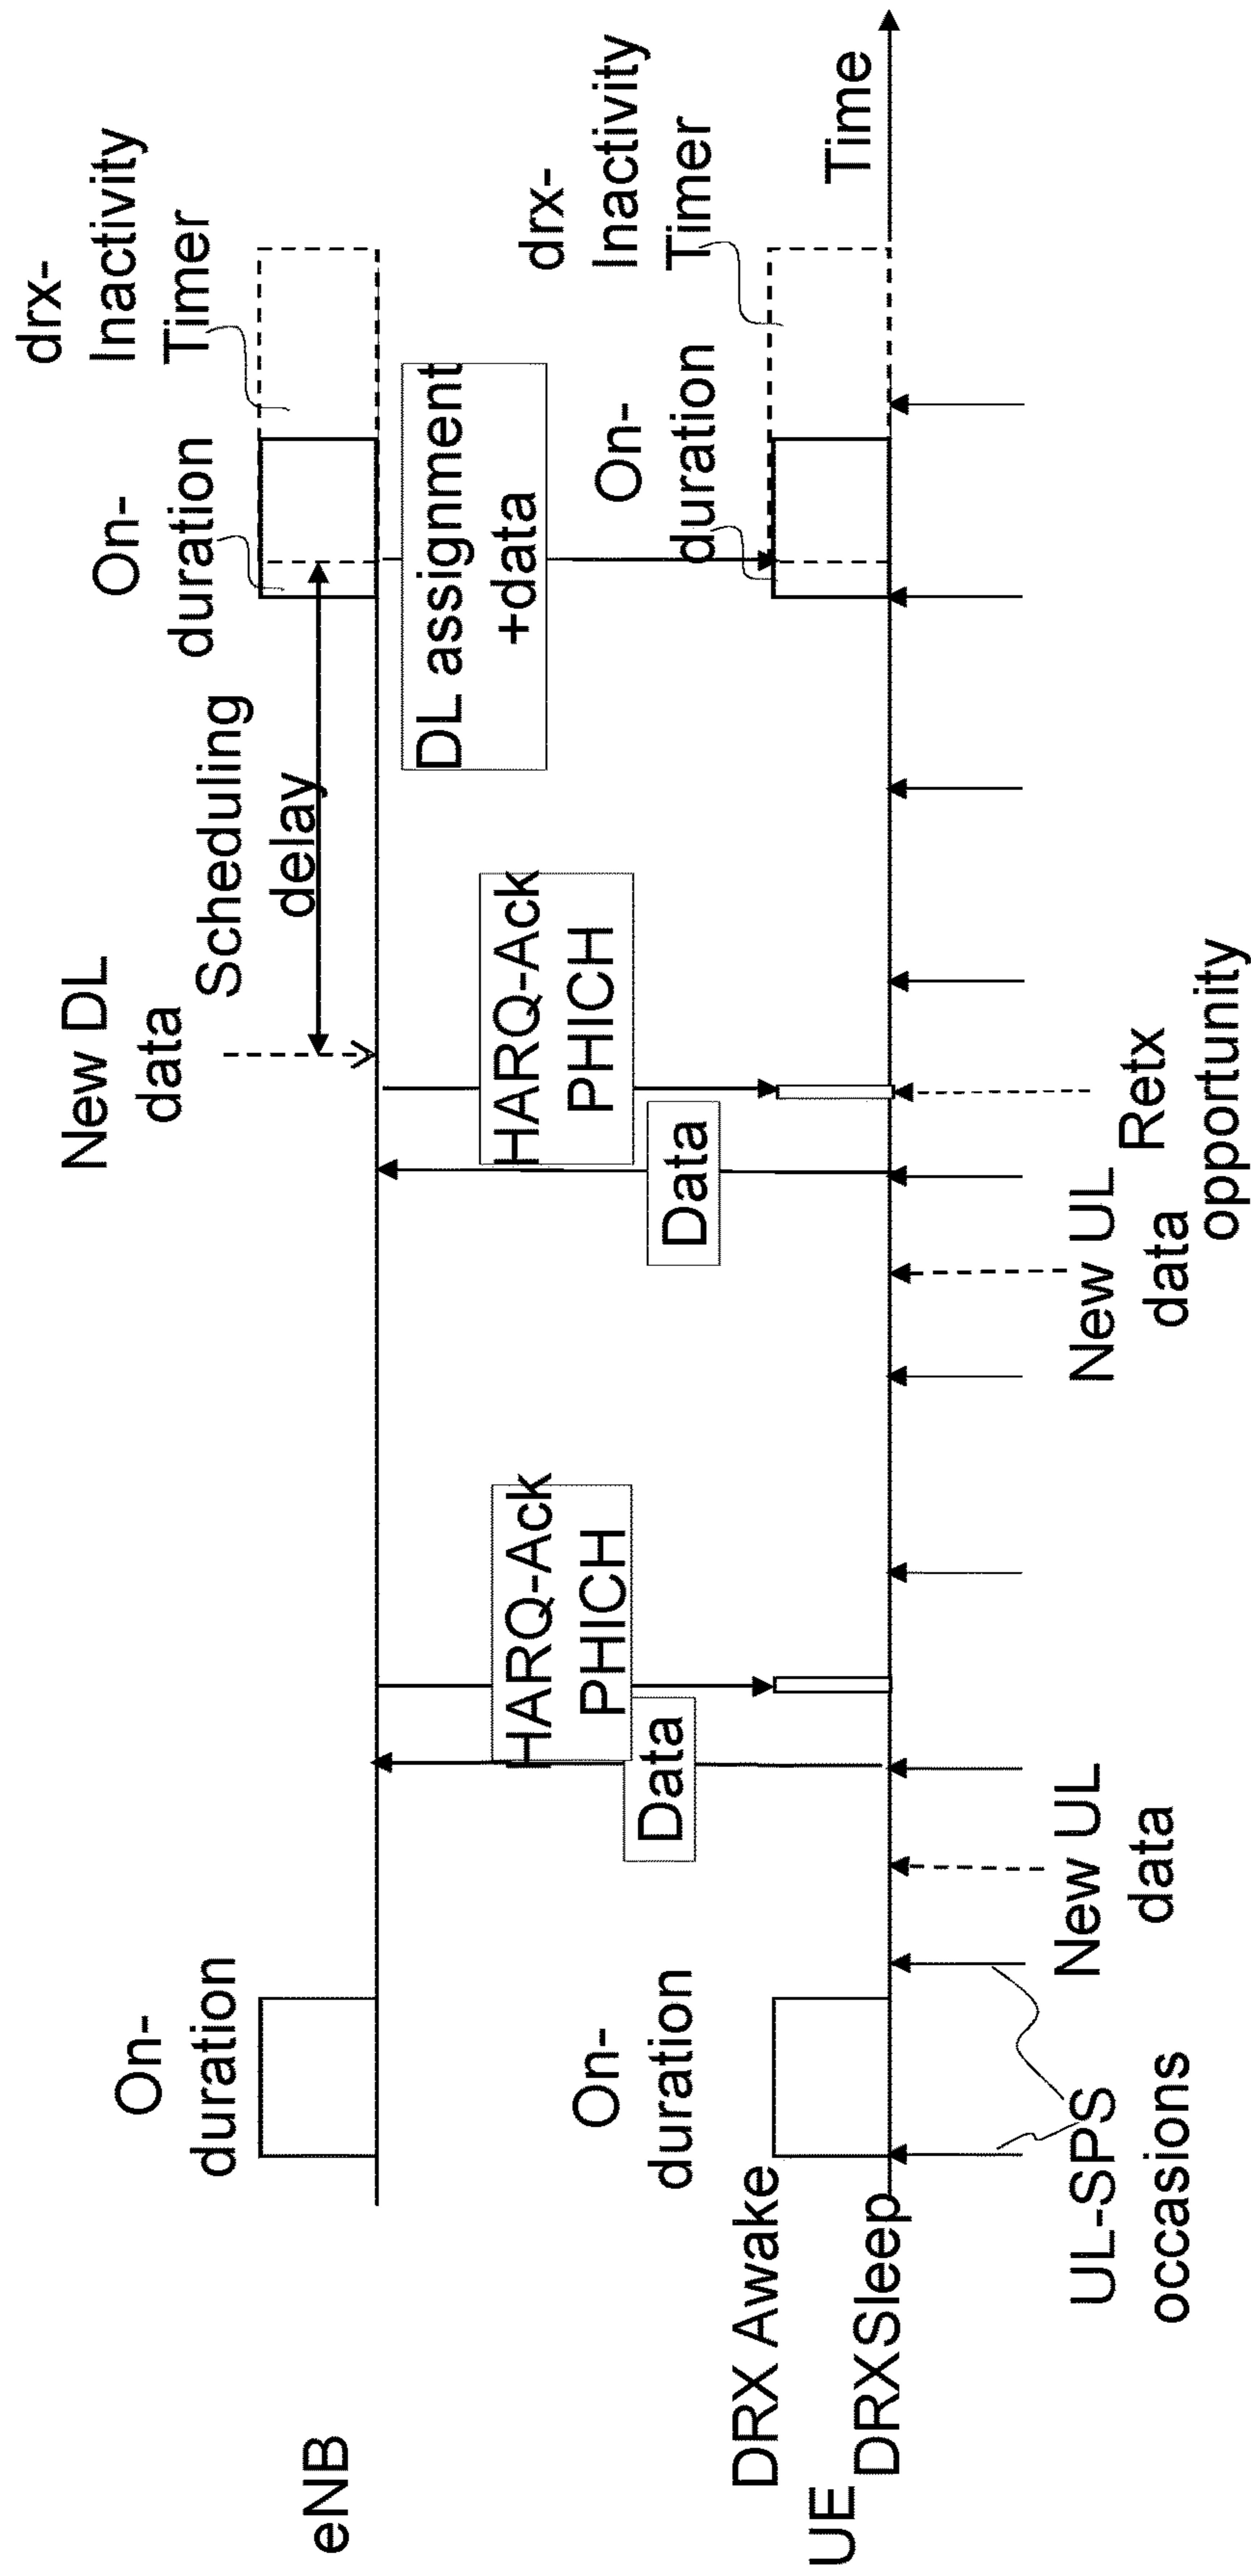 eNB
On-
duration
New DL
data
Scheduling
delay
On-
duration
drx-
Inactivity
Timer
HARQ-Ack
PHICH
Data
HARQ-Ack
PHICH
Data
DL assignment
+data
UE
DRX Awake
DRXSleep
On-
duration
On-
duration
drx-
Inactivity
Timer
Time
UL-SPS
occasions
New UL
data
New UL
data
Retx
opportunity